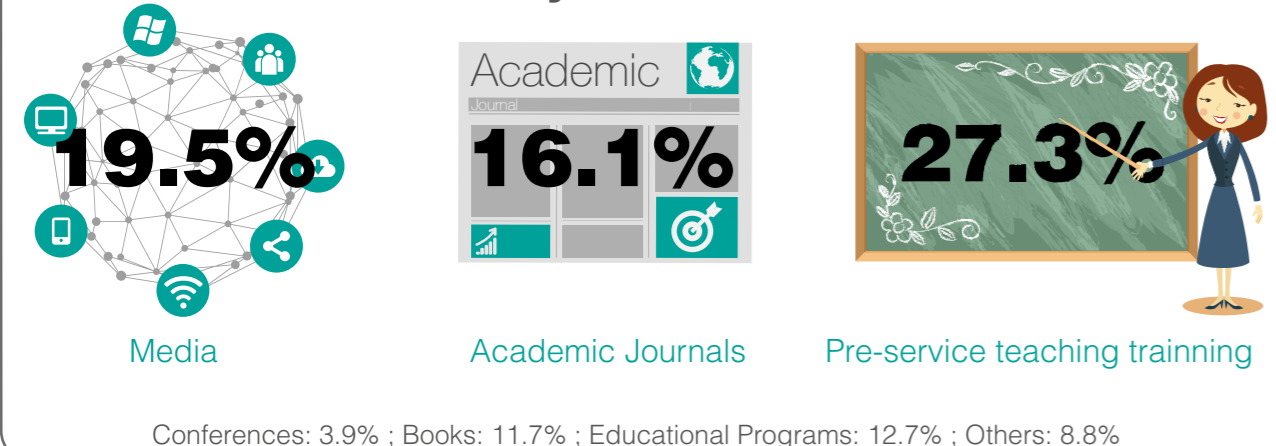 Academic
Journal
19.5%
16.1%
27.3%
Media
Academic Journals
Pre-service teaching trainning
Conferences: 3.9% ; Books: 11.7% ; Educational Programs: 12.7% ; Others: 8.8%